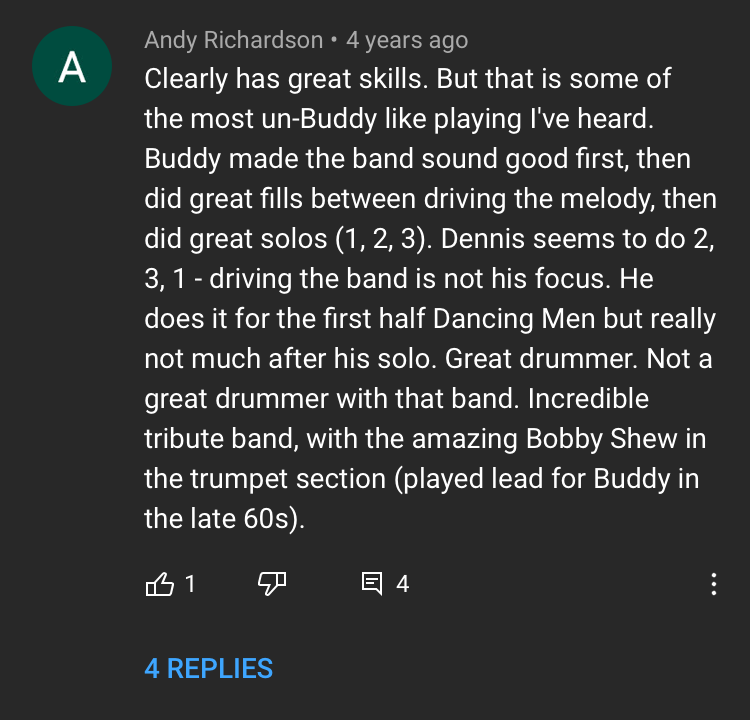 A
Andy Richardson • 4 years ago
Clearly has great skills. But that is some of
the most un-Buddy like playing I've heard.
Buddy made the band sound good first, then
did great fills between driving the melody, then
did great solos (1, 2, 3). Dennis seems to do 2,
3, 1 - driving the band is not his focus. He
does it for the first half Dancing Men but really
not much after his solo. Great drummer. Not a
great drummer with that band. Incredible
tribute band, with the amazing Bobby Shew in
the trumpet section (played lead for Buddy in
the late 60s).
1 4
4 REPLIES